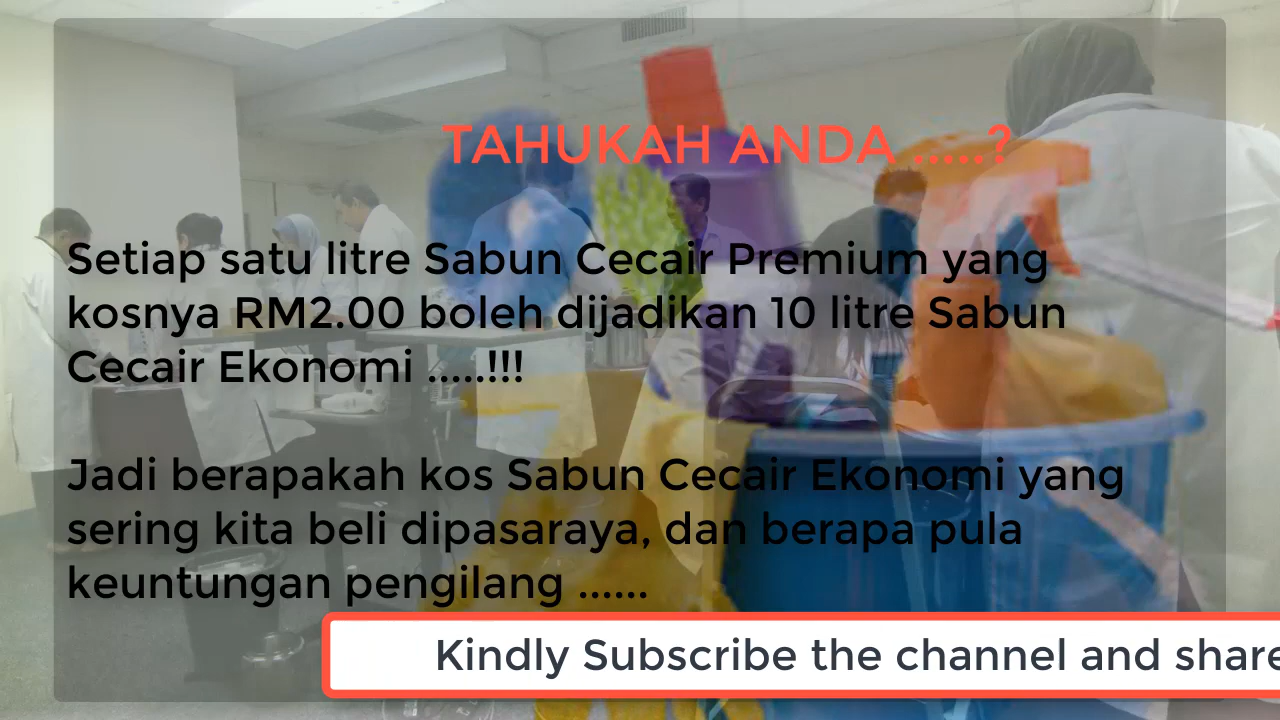 TAHUKAH ANDA .....?
Setiap satu litre Sabun Cecair Premium yang
kosnya RM2.00 boleh dijadikan 10 litre Sabun
Cecair Ekonomi .....!!!
Jadi berapakah kos Sabun Cecair Ekonomi yang
sering kita beli dipasaraya, dan berapa pula
keuntungan pengilang ......
Kindly Subscribe the channel and share